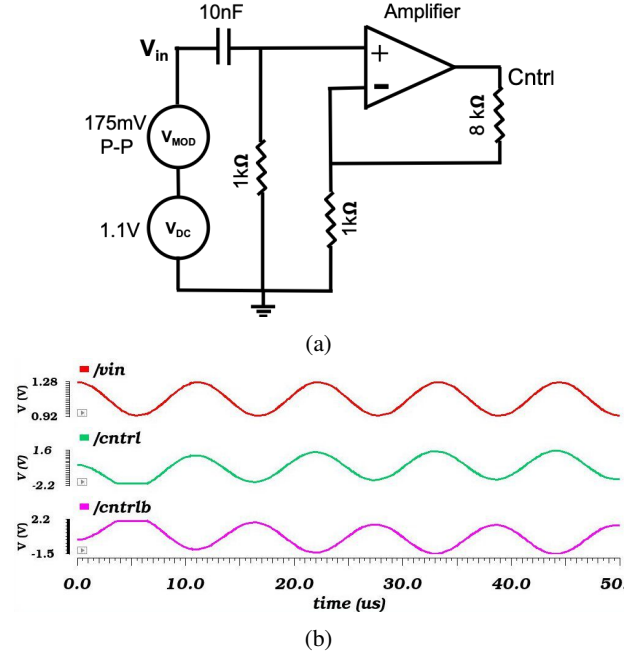 10nF
Amplifier
Vin
+
-
Cntrl
175mV
P-P
VMOD
8 kΩ
1kΩ
1kΩ
1.1V
VDC
(a)
/vin
V (V)
1.28
0.92
/cntrl
V (V)
1.6
-2.2
/cntrlb
V (V)
2.2
-1.5
0.0 10.0 20.0 30.0 40.0 50.
time (us)
(b)